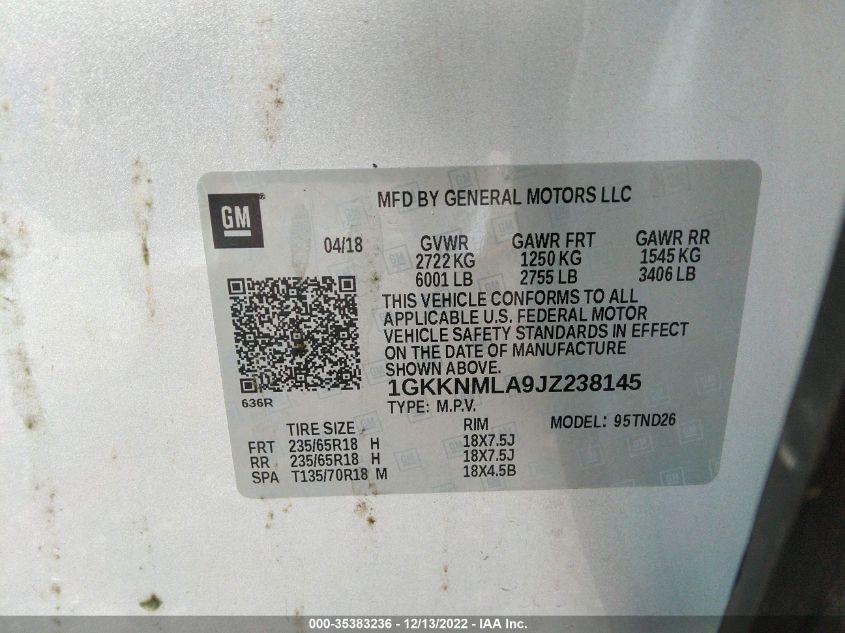 GM
MFD BY GENERAL MOTORS LLC
04/18 GVWR GAWR FRT GAWR RR
2722 KG 1250 KG 1545 KG
6001 LB 2755 LB 3406 LB
THIS VEHICLE CONFORMS TO ALL
APPLICABLE U.S. FEDERAL MOTOR
VEHICLE SAFETY STANDARDS IN EFFECT
ON THE DATE OF MANUFACTURE
SHOWN ABOVE.
636R
1GKKNMLA9JZ238145
TYPE: M.P.V. MODEL: 95TND26
TIRE SIZE RIM
FRT 235/65R18 H 18X7.5J
RR 235/65R18 H 18X7.5J
SPA T135/70R18 M 18X4.5B
000-35383236 - 12/13/2022 - IAA Inc.